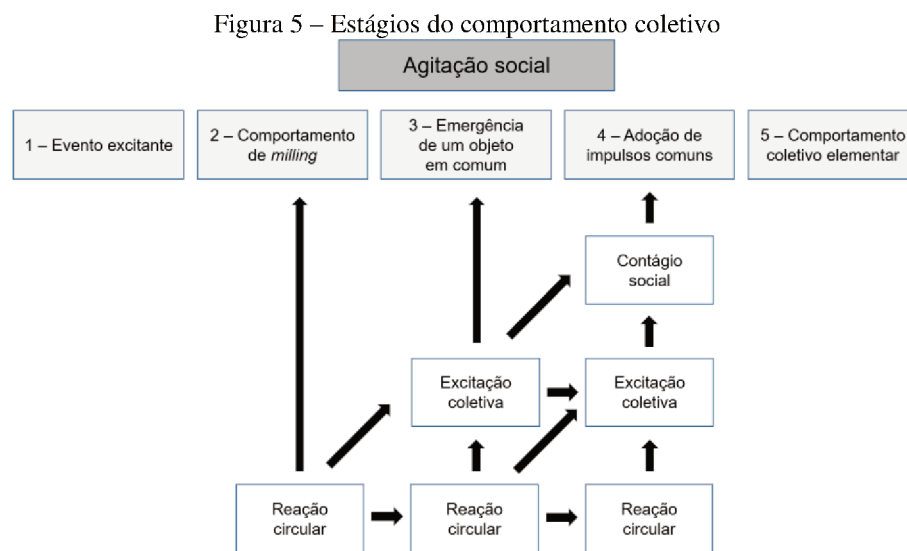 Figura 5 – Estágios do comportamento coletivo
Agitação social
1 – Evento excitante
2 – Comportamento
de milling
3 – Emergência
de um objeto
em comum
4 – Adoção de
impulsos comuns
5 – Comportamento
coletivo elementar
Contágio
social
Excitação
coletiva
Excitação
coletiva
Reação
circular
Reação
circular
Reação
circular